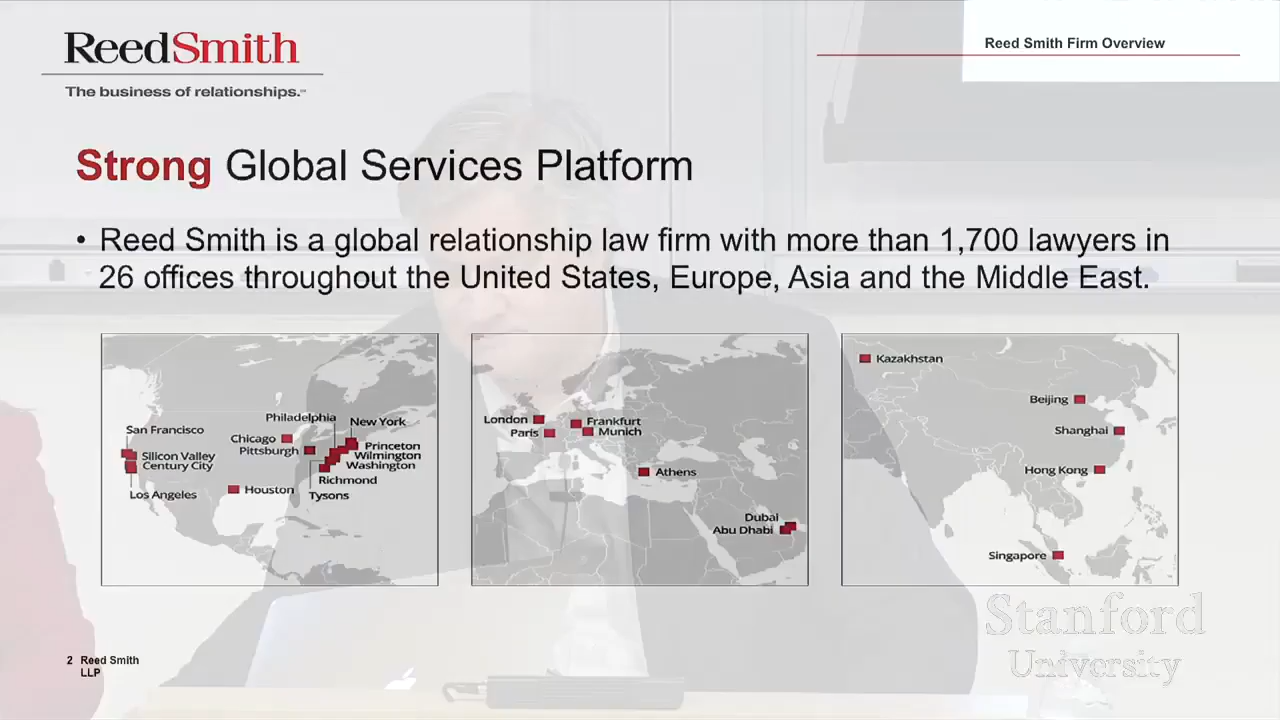 ReedSmith
The business of relationships.℠
Reed Smith Firm Overview
Strong Global Services Platform
• Reed Smith is a global relationship law firm with more than 1,700 lawyers in
26 offices throughout the United States, Europe, Asia and the Middle East.
San Francisco
Silicon Valley
Century City
Los Angeles
Chicago
Pittsburgh
Houston
Philadelphia
New York
Princeton
Wilmington
Washington
Richmond
Tysons
London
Paris
Frankfurt
Munich
Athens
Dubai
Abu Dhabi
Kazakhstan
Beijing
Shanghai
Hong Kong
Singapore
2 Reed Smith
LLP
Stanford
University